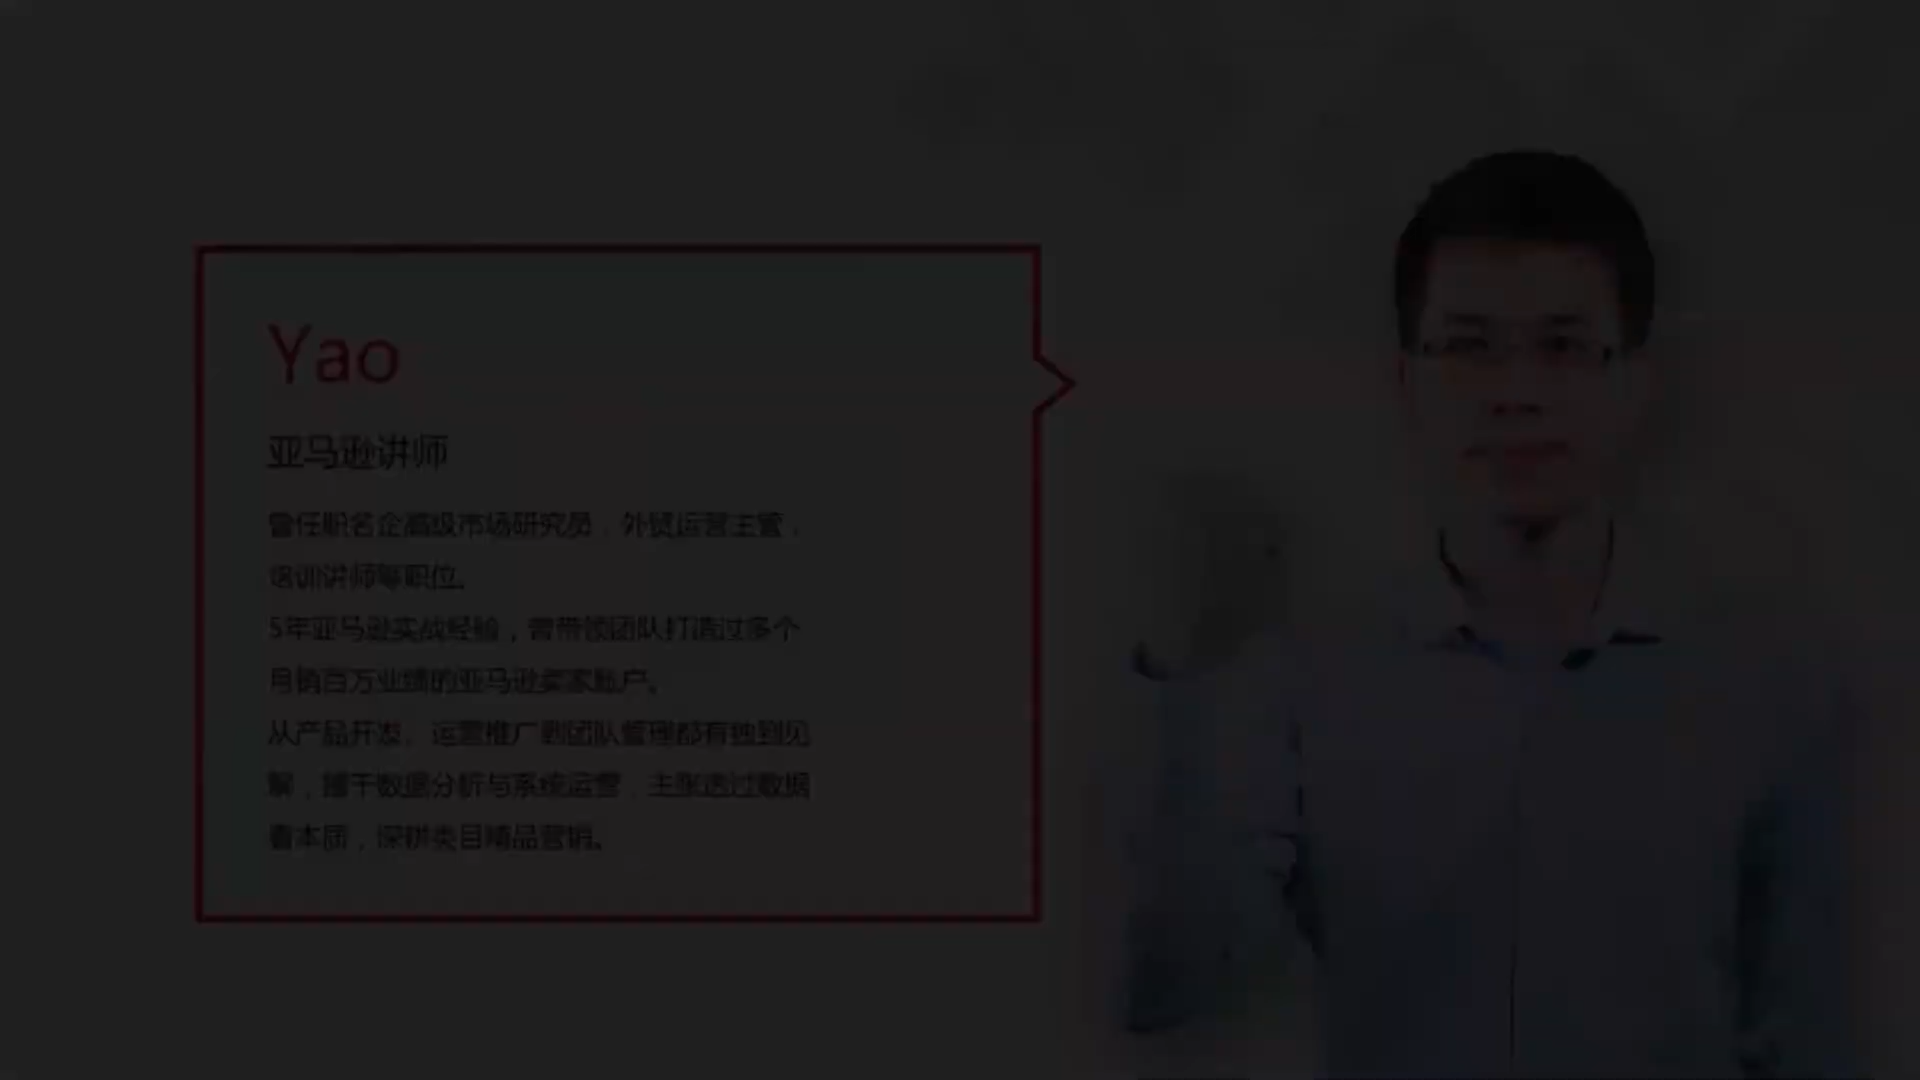 Yao
亚马逊讲师
曾任职名企高级市场研究员，外贸运营主管，
培训讲师等职位。
5年亚马逊实战经验，曾带领团队打造过多个
月销百万业绩的亚马逊卖家账户。
从产品开发、运营推广到团队管理都有独到见
解，擅于数据分析与系统运营，主张透过数据
看本质，深耕类目精品营销。